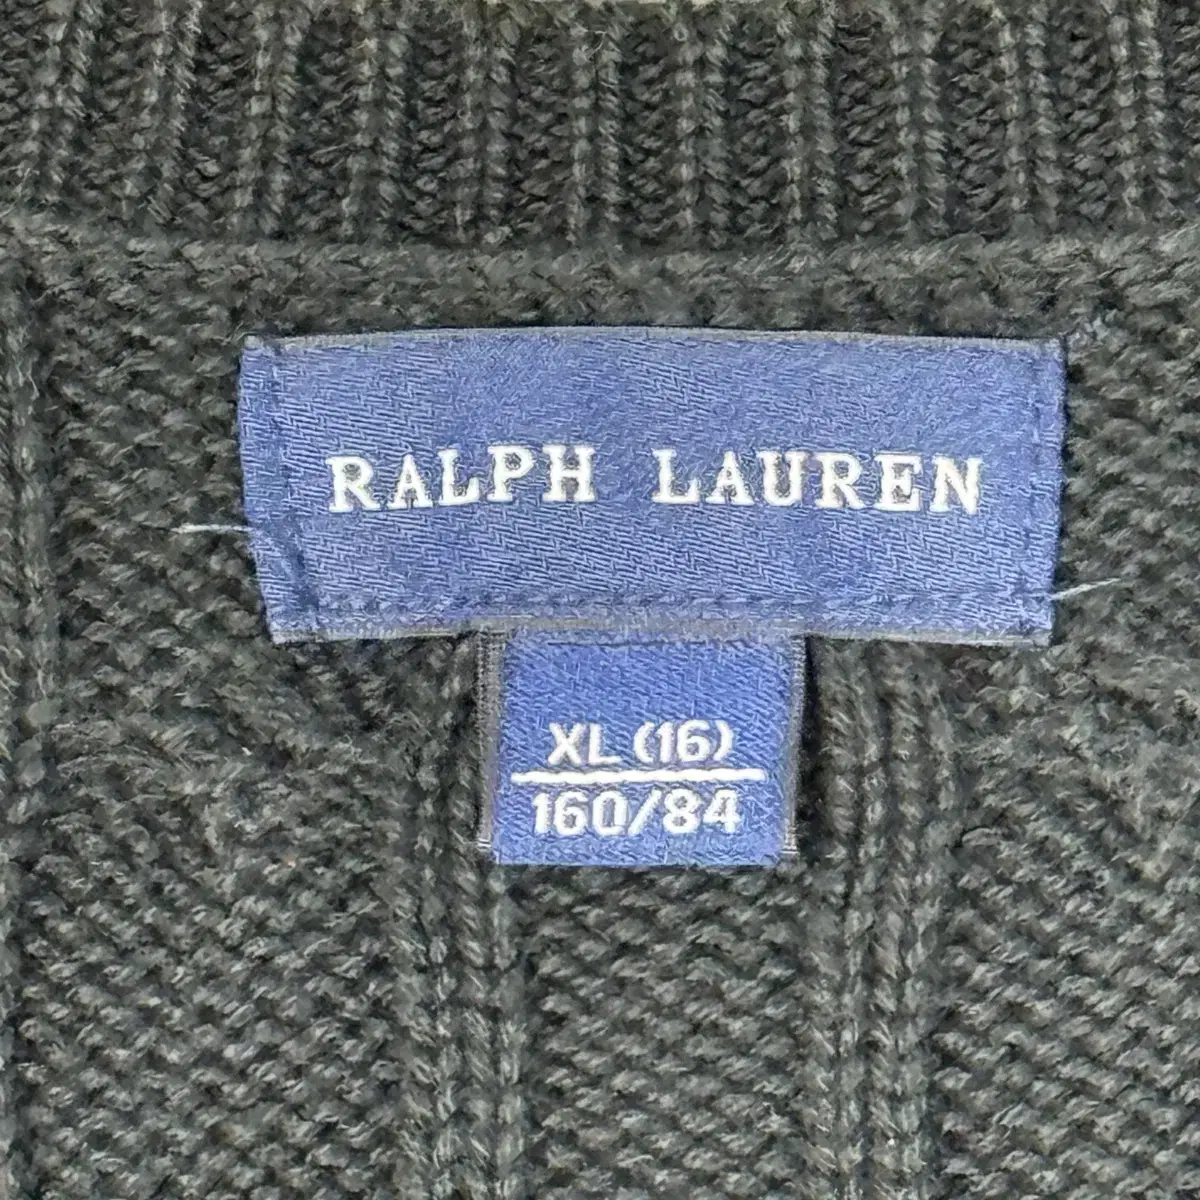 RALPH LAUREN
XL (16)
160/84